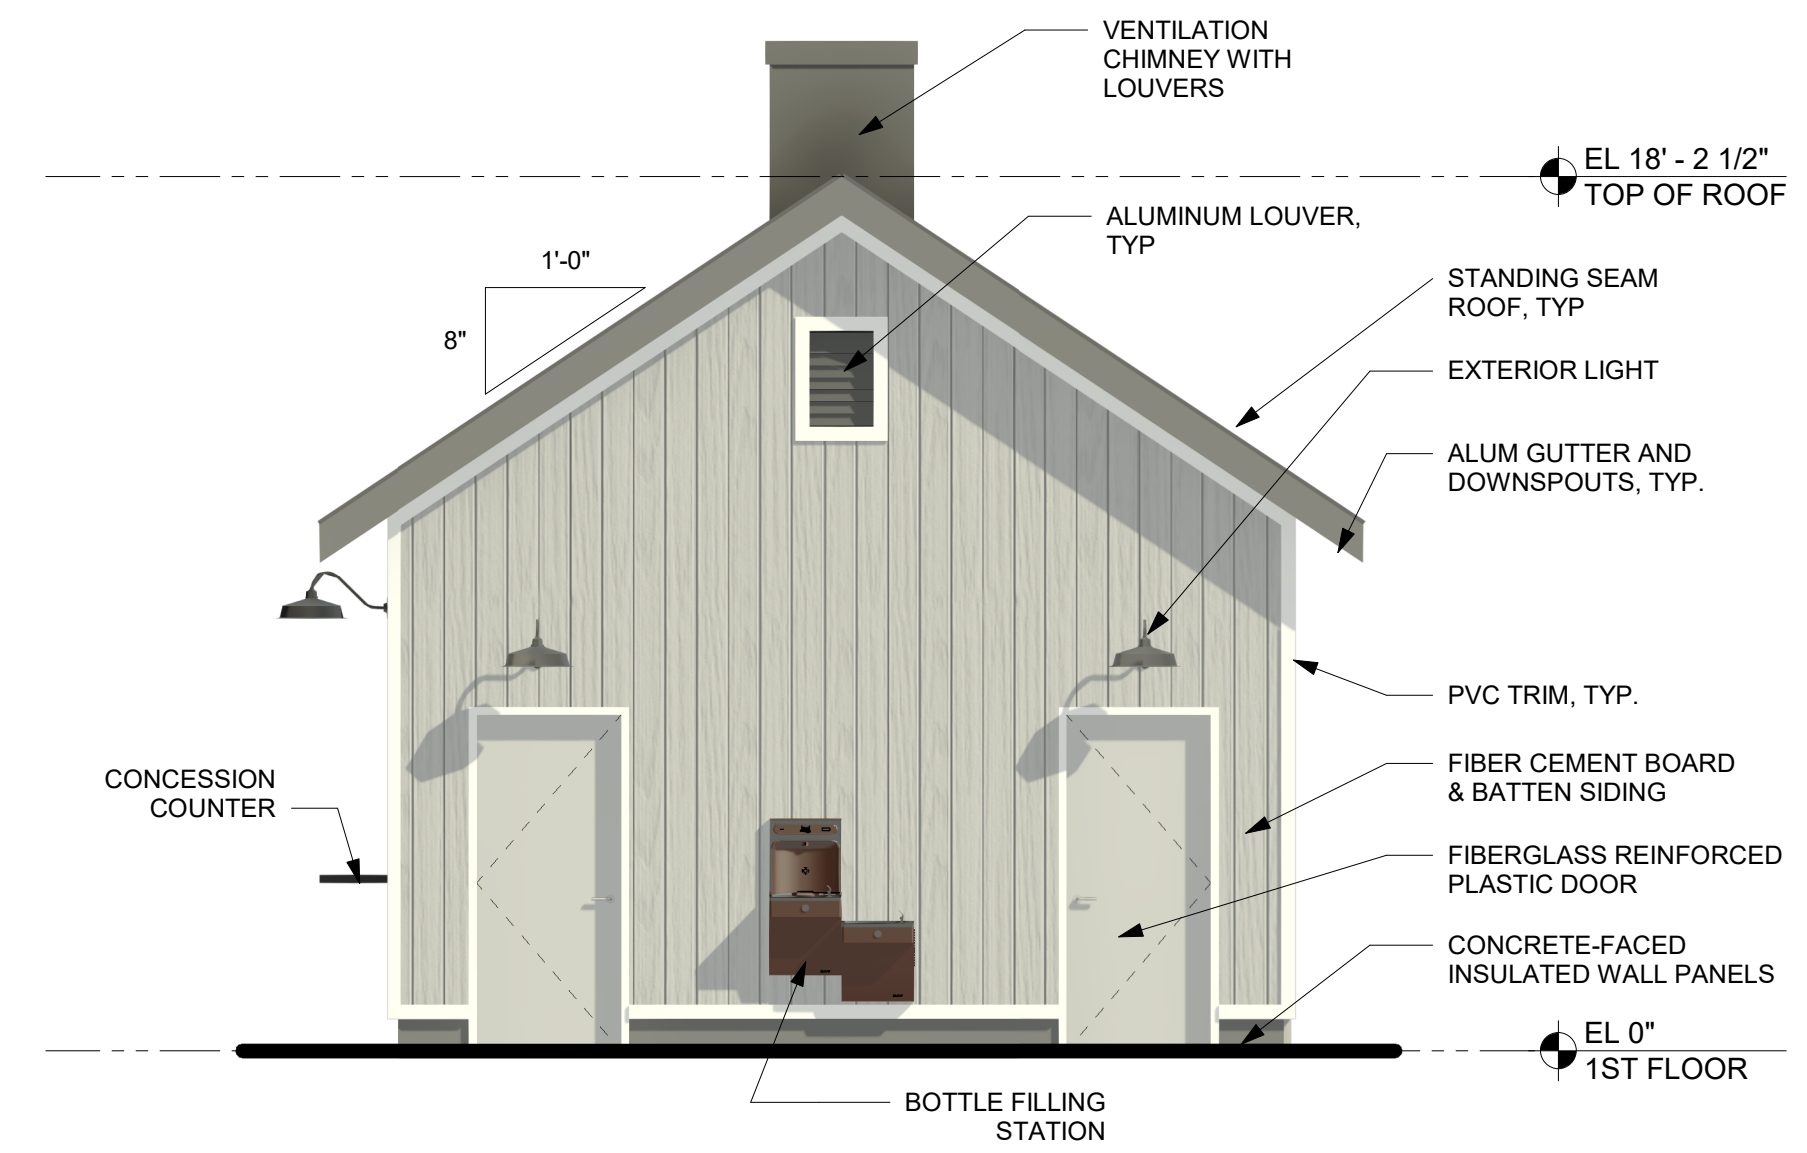 VENTILATION
CHIMNEY WITH
LOUVERS
EL 18' - 2 1/2"
TOP OF ROOF
ALUMINUM LOUVER,
TYP
1'-0"
8"
STANDING SEAM
ROOF, TYP
EXTERIOR LIGHT
ALUM GUTTER AND
DOWNSPOUTS, TYP.
PVC TRIM, TYP.
CONCESSION
COUNTER
FIBER CEMENT BOARD
& BATTEN SIDING
FIBERGLASS REINFORCED
PLASTIC DOOR
CONCRETE-FACED
INSULATED WALL PANELS
EL 0"
1ST FLOOR
BOTTLE FILLING
STATION